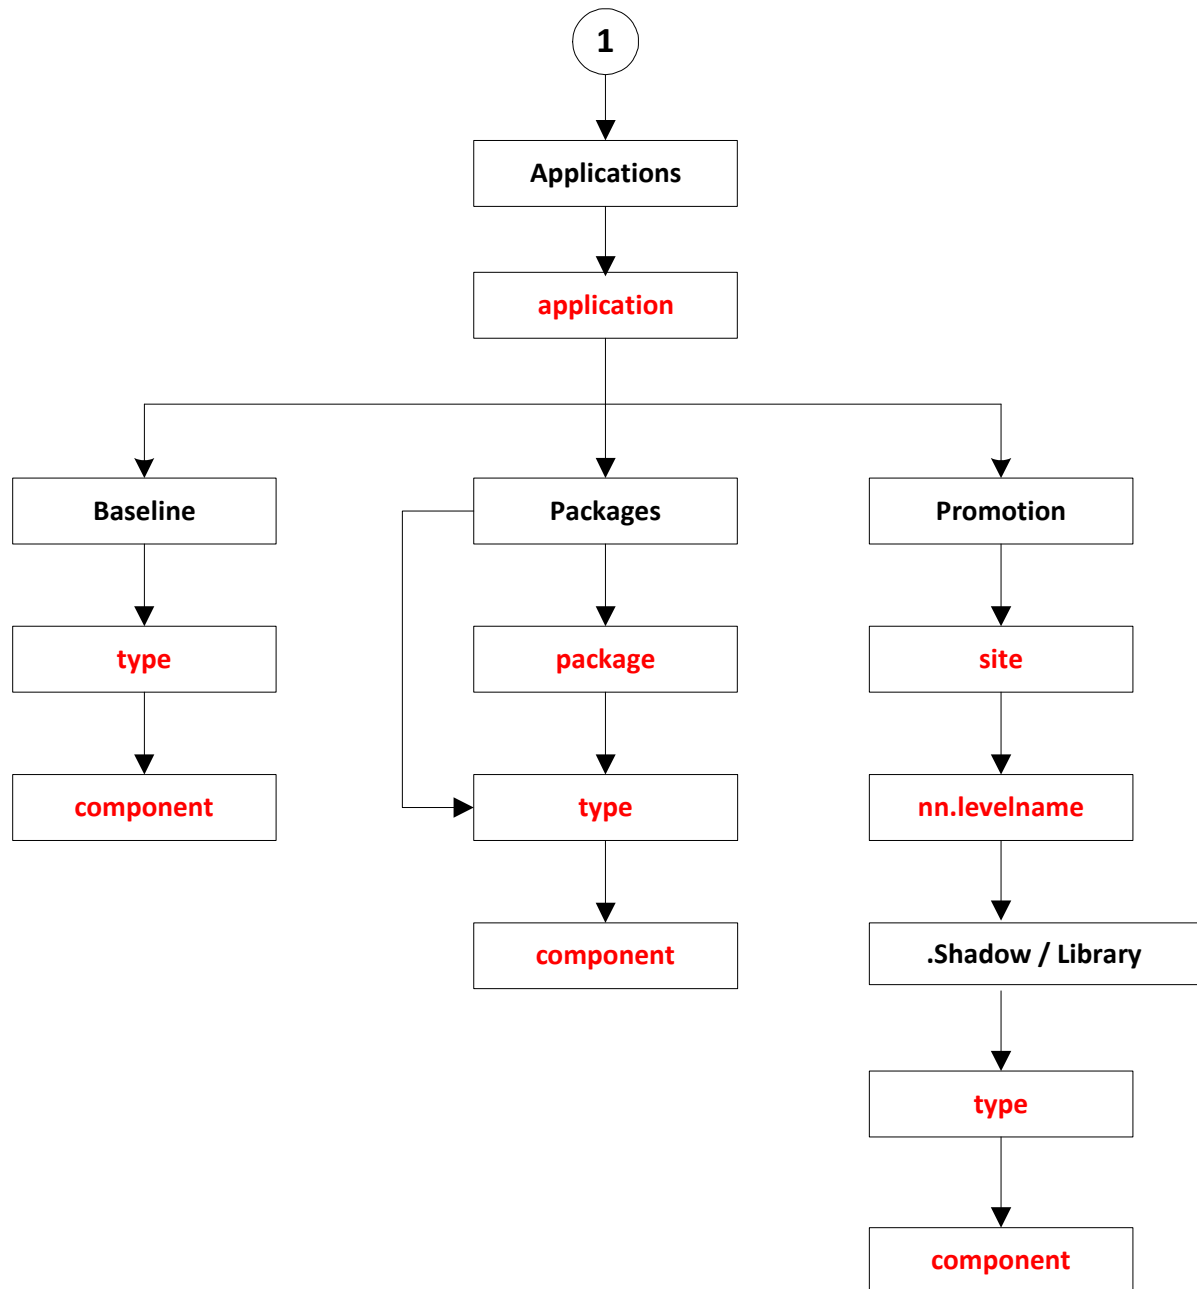 1
Applications
application
Baseline
Packages
Promotion
type
package
site
component
type
nn.levelname
component
.Shadow / Library
type
component